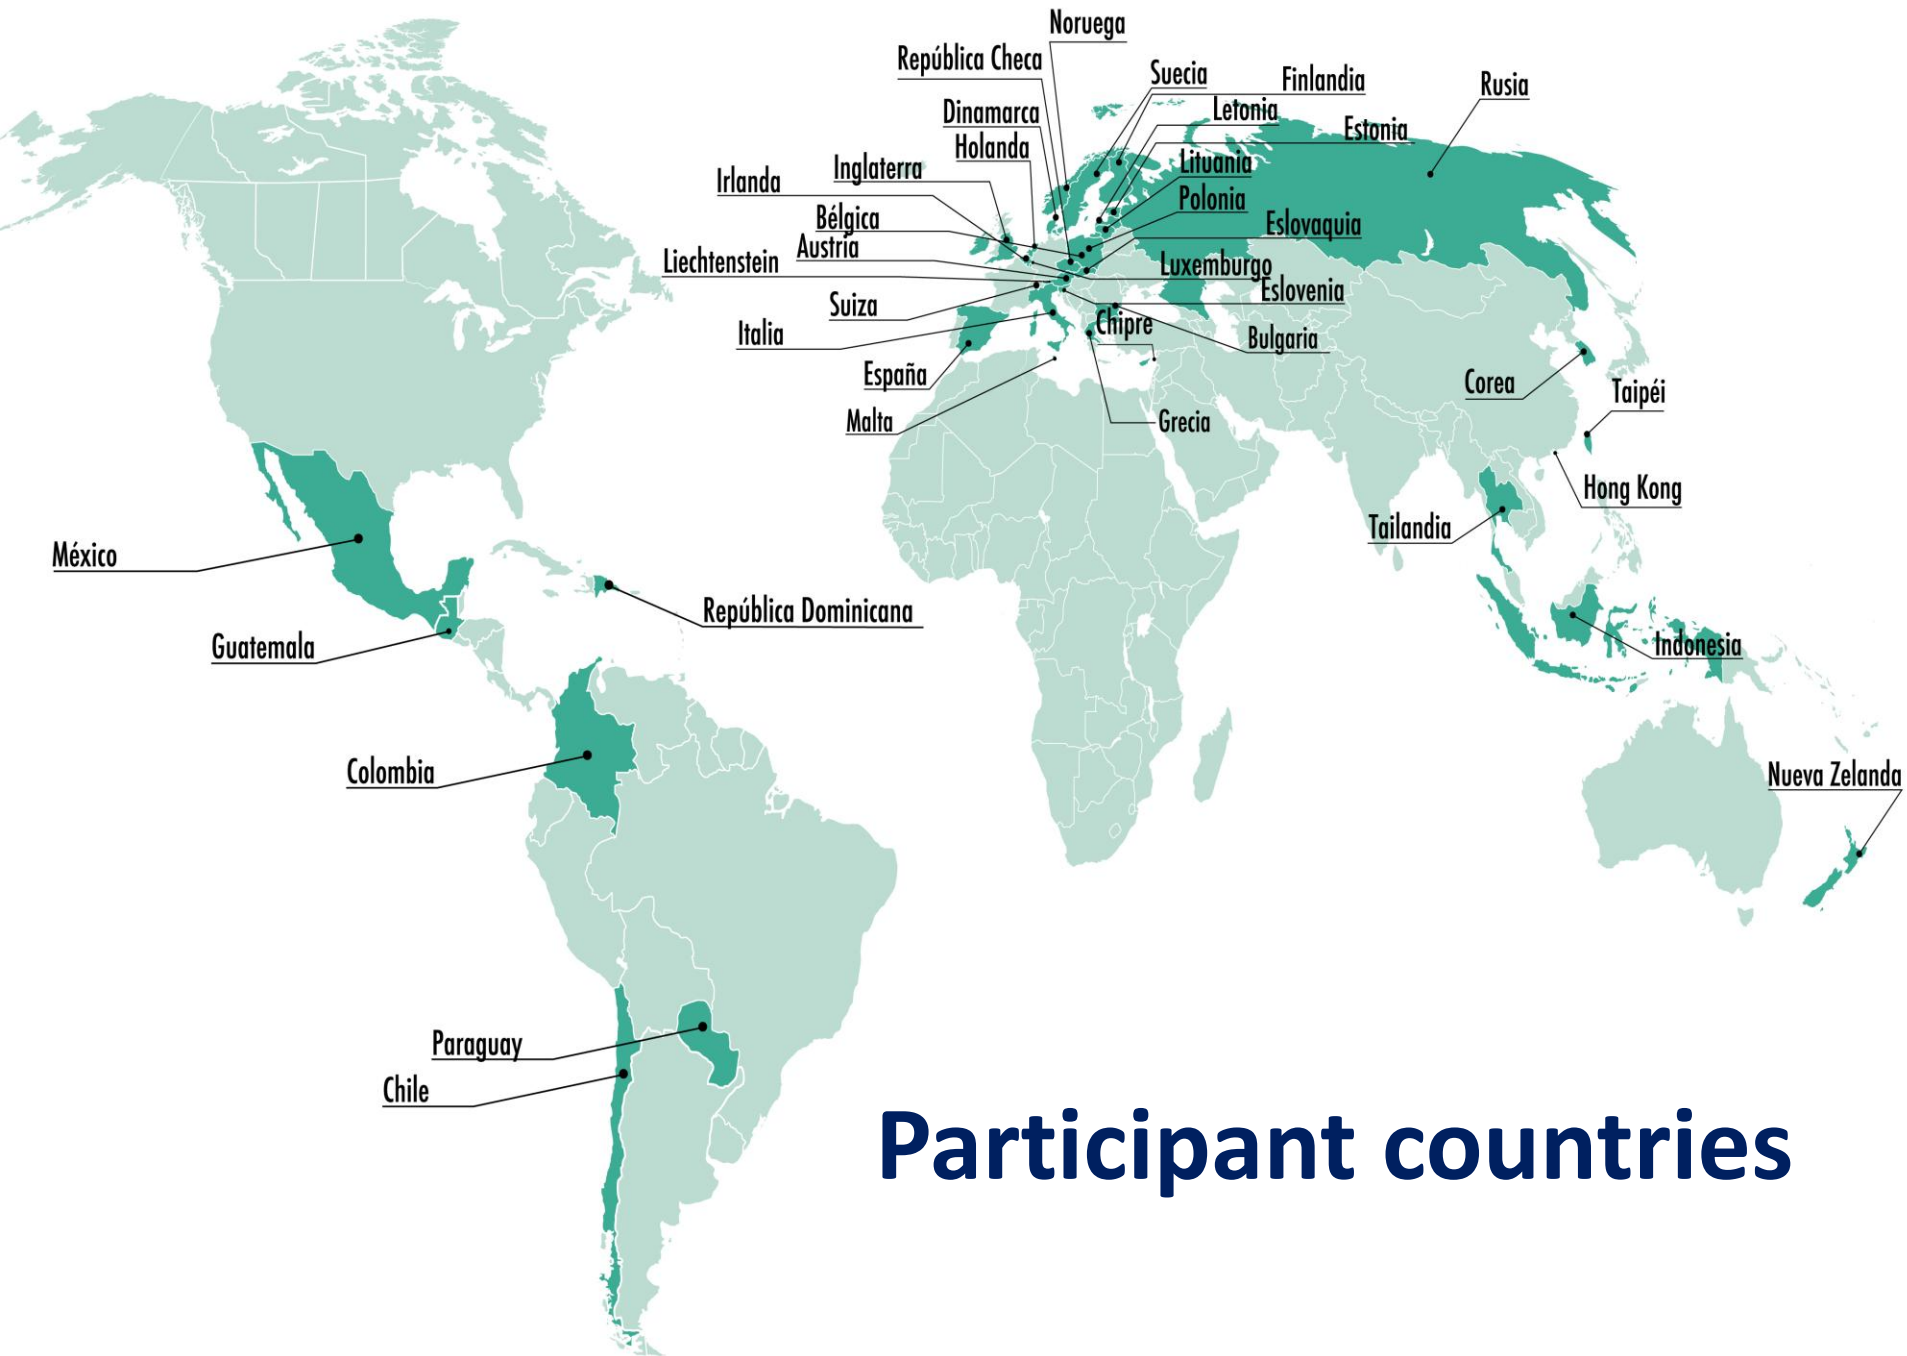 Noruega
República Checa
Suecia
Finlandia
Rusia
Dinamarca
Letonia
Estonia
Holanda
Inglaterra
Lituania
Irlanda
Polonia
Bélgica
Eslovaquia
Austria
Liechtenstein
Luxemburgo
Eslovenia
Suiza
Chipre
Italia
Bulgaria
España
Corea
Taipéi
Malta
Grecia
Hong Kong
Tailandia
México
República Dominicana
Guatemala
Indonesia
Colombia
Nueva Zelanda
Paraguay
Chile
Participant countries